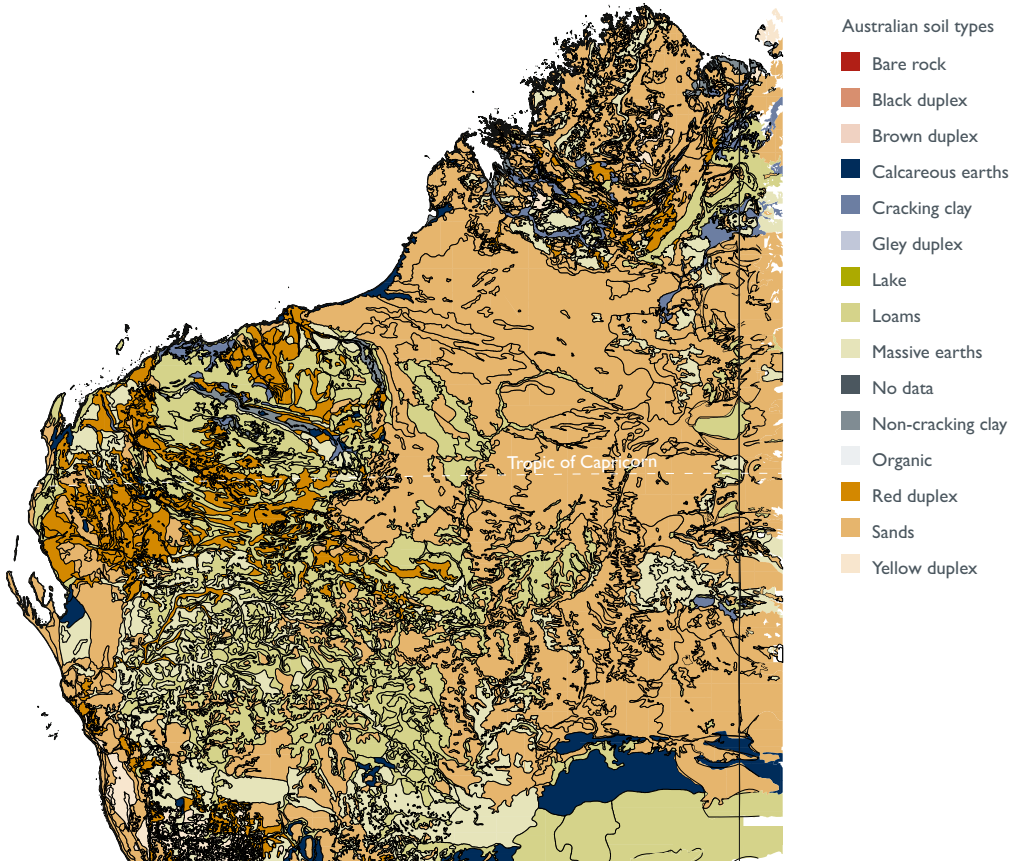 Australian soil types
Bare rock
Black duplex
Brown duplex
Calcareous earths
Cracking clay
Gley duplex
Lake
Loams
Massive earths
No data
Non-cracking clay
Organic
Red duplex
Sands
Yellow duplex
Tropic of Capricorn